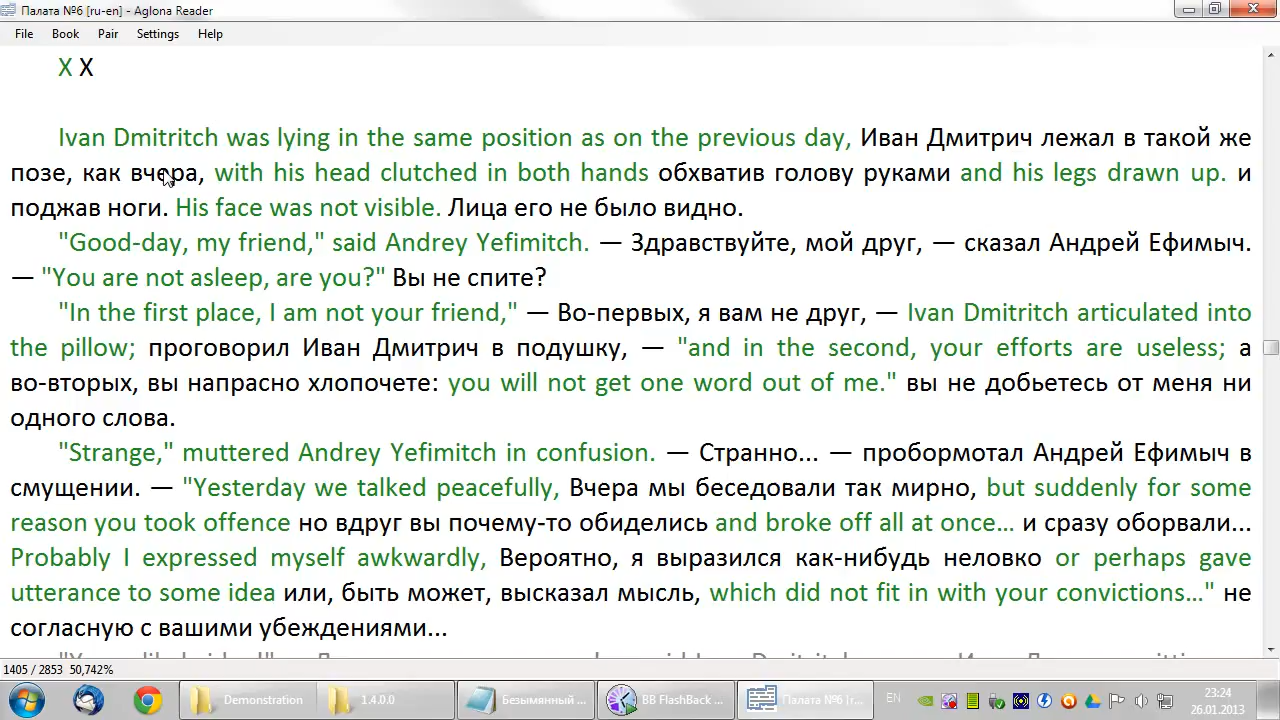 Палата №6 [ru-en] - Aglona Reader
File Book Pair Settings Help
X X
Ivan Dmitritch was lying in the same position as on the previous day, Иван Дмитрич лежал в такой же
позе, как вчера, with his head clutched in both hands обхватив голову руками and his legs drawn up. и
поджав ноги. His face was not visible. Лица его не было видно.
"Good-day, my friend," said Andrey Yefimitch. — Здравствуйте, мой друг, — сказал Андрей Ефимыч.
— "You are not asleep, are you?" Вы не спите?
"In the first place, I am not your friend," — Во-первых, я вам не друг, — Ivan Dmitritch articulated into
the pillow; проговорил Иван Дмитрич в подушку, — "and in the second, your efforts are useless; а
во-вторых, вы напрасно хлопочете: you will not get one word out of me." вы не добьетесь от меня ни
одного слова.
"Strange," muttered Andrey Yefimitch in confusion. — Странно... — пробормотал Андрей Ефимыч в
смущении. — "Yesterday we talked peacefully, Вчера мы беседовали так мирно, but suddenly for some
reason you took offence но вдруг вы почему-то обиделись and broke off all at once... и сразу оборвали...
Probably I expressed myself awkwardly, Вероятно, я выразился как-нибудь неловко or perhaps gave
utterance to some idea или, быть может, высказал мысль, which did not fit in with your convictions..." не
согласную с вашими убеждениями...
1405 / 2853 50,742%
Demonstration 1.4.0.0 Безымянный ... BB FlashBack ... Палата №6 [r... EN 23:24
26.01.2013